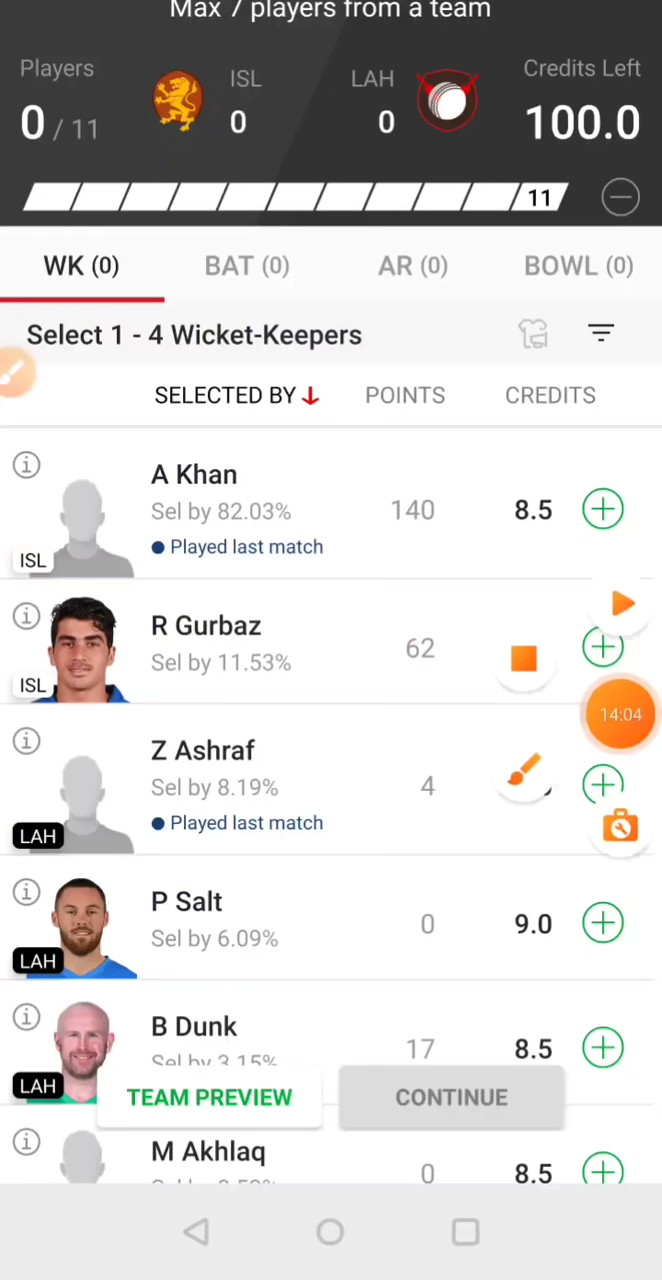 Max 7 players from a team
Players ISL LAH Credits Left
0 / 11 0 0 100.0
11
WK (0) BAT (0) AR (0) BOWL (0)
Select 1 - 4 Wicket-Keepers
SELECTED BY POINTS CREDITS
A Khan
Sel by 82.03% 140 8.5
Played last match
ISL
R Gurbaz
Sel by 11.53% 62
ISL
14:04
Z Ashraf
Sel by 8.19% 4
Played last match
LAH
P Salt
Sel by 6.09% 0 9.0
LAH
B Dunk
Sel by 3.15% 17 8.5
LAH
TEAM PREVIEW CONTINUE
M Akhlaq
0 8.5